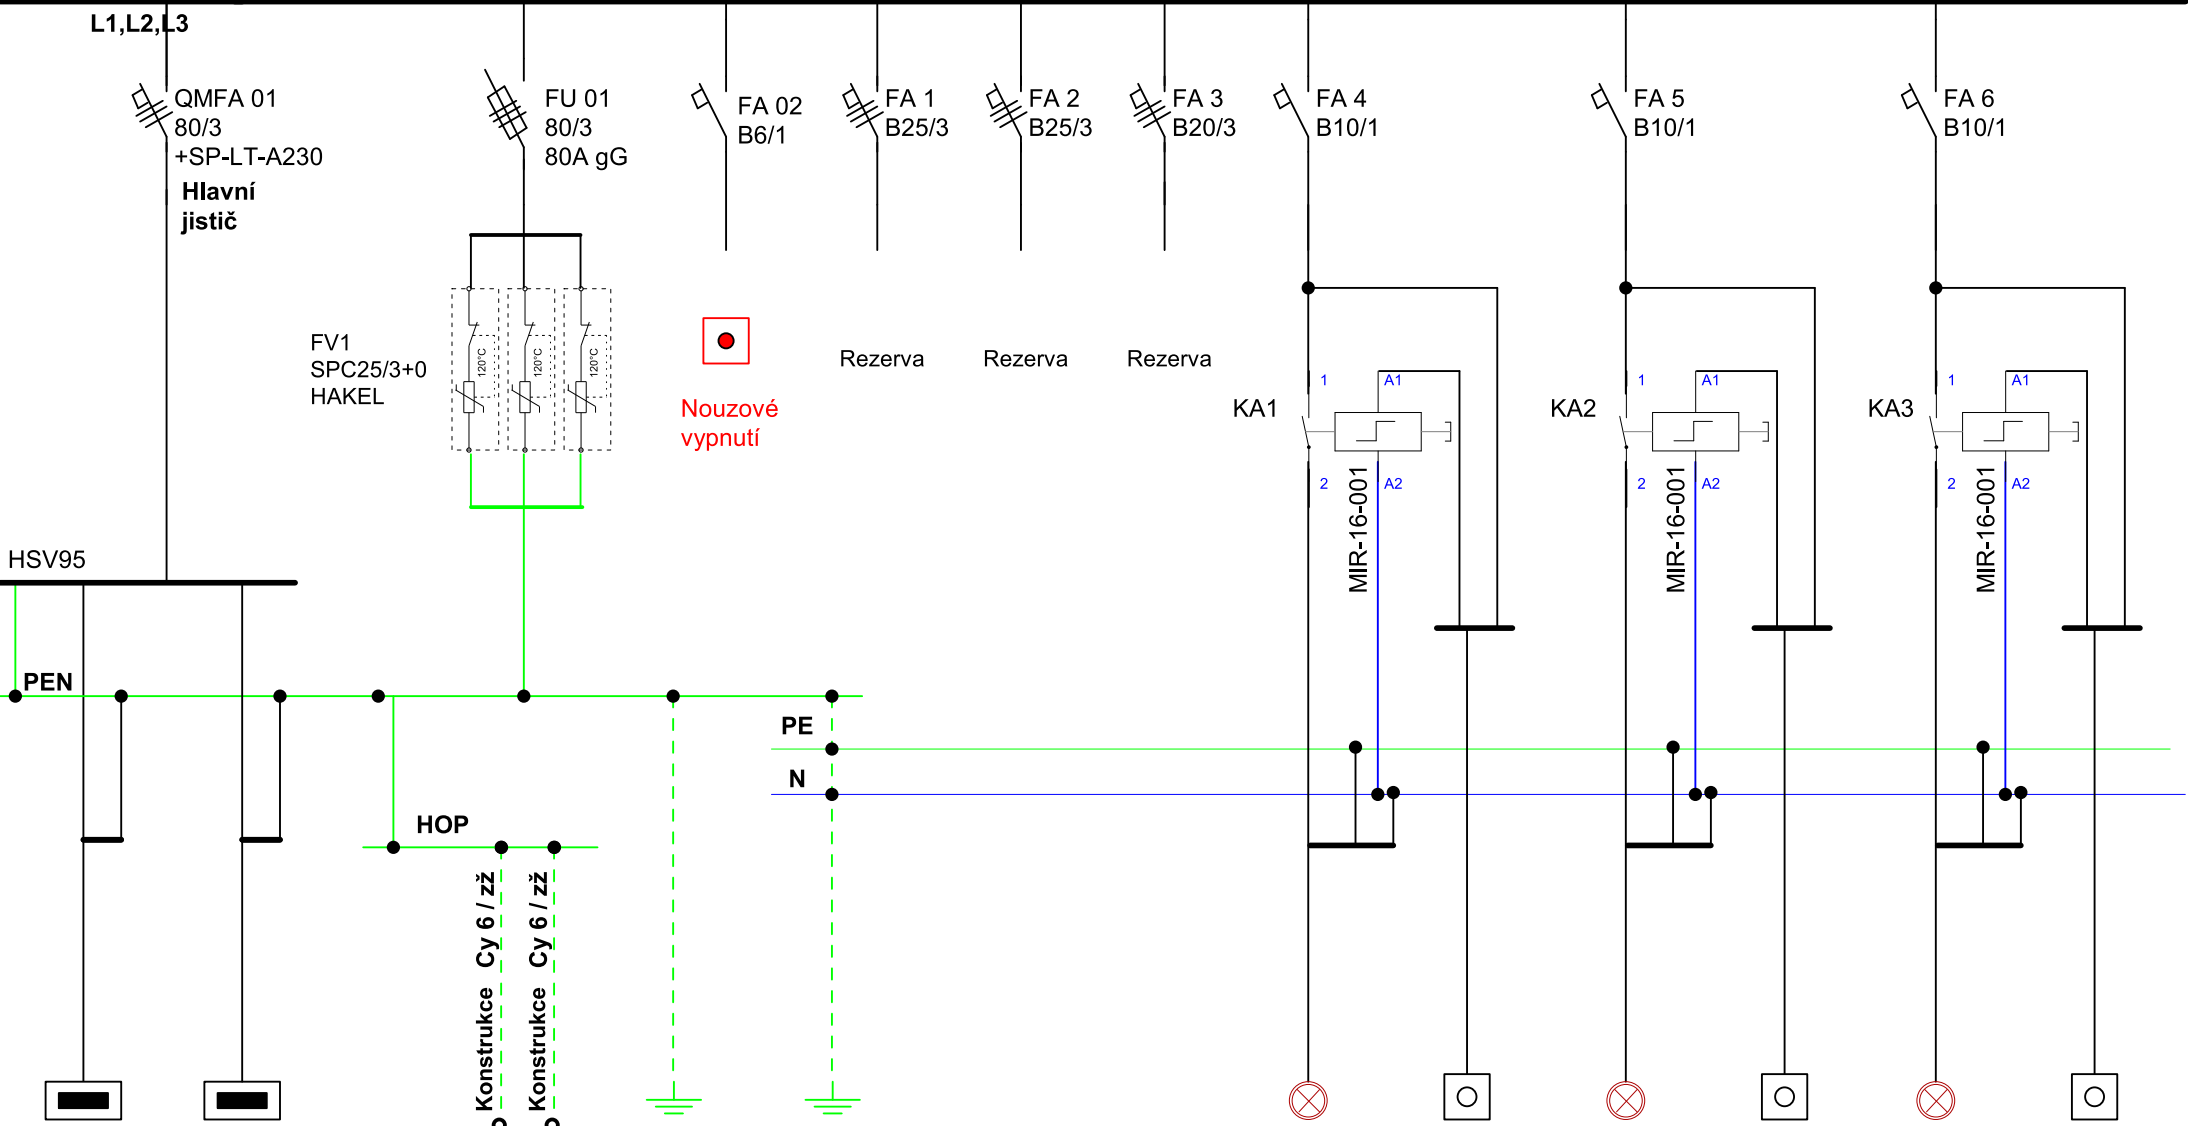 L1,L2,L3
QMFA 01
80/3
+SP-LT-A230
Hlavní
jistič
FU 01
80/3
80A gG
FA 02
B6/1
FA 1
B25/3
FA 2
B25/3
FA 3
B20/3
FA 4
B10/1
FA 5
B10/1
FA 6
B10/1
FV1
SPC25/3+0
HAKEL
120°C
120°C
120°C
Nouzové
vypnutí
Rezerva
Rezerva
Rezerva
KA1
1
A1
2
A2
MIR-16-001
KA2
1
A1
2
A2
MIR-16-001
KA3
1
A1
2
A2
MIR-16-001
HSV95
PEN
PE
N
HOP
Konstrukce Cy 6 / zž
Konstrukce Cy 6 / zž